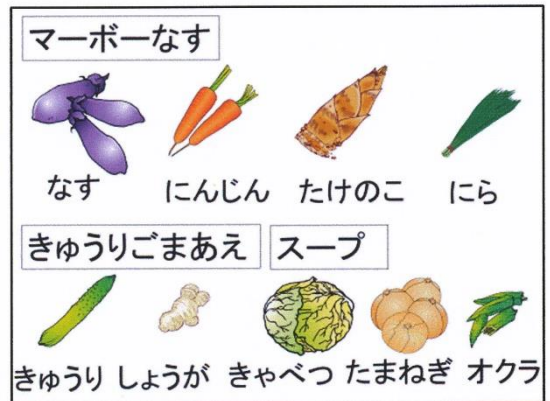 マーボーなす
なす にんじん たけのこ にら
きゅうりごまあえ スープ
きゅうり しょうが きゃべつ たまねぎ オクラ